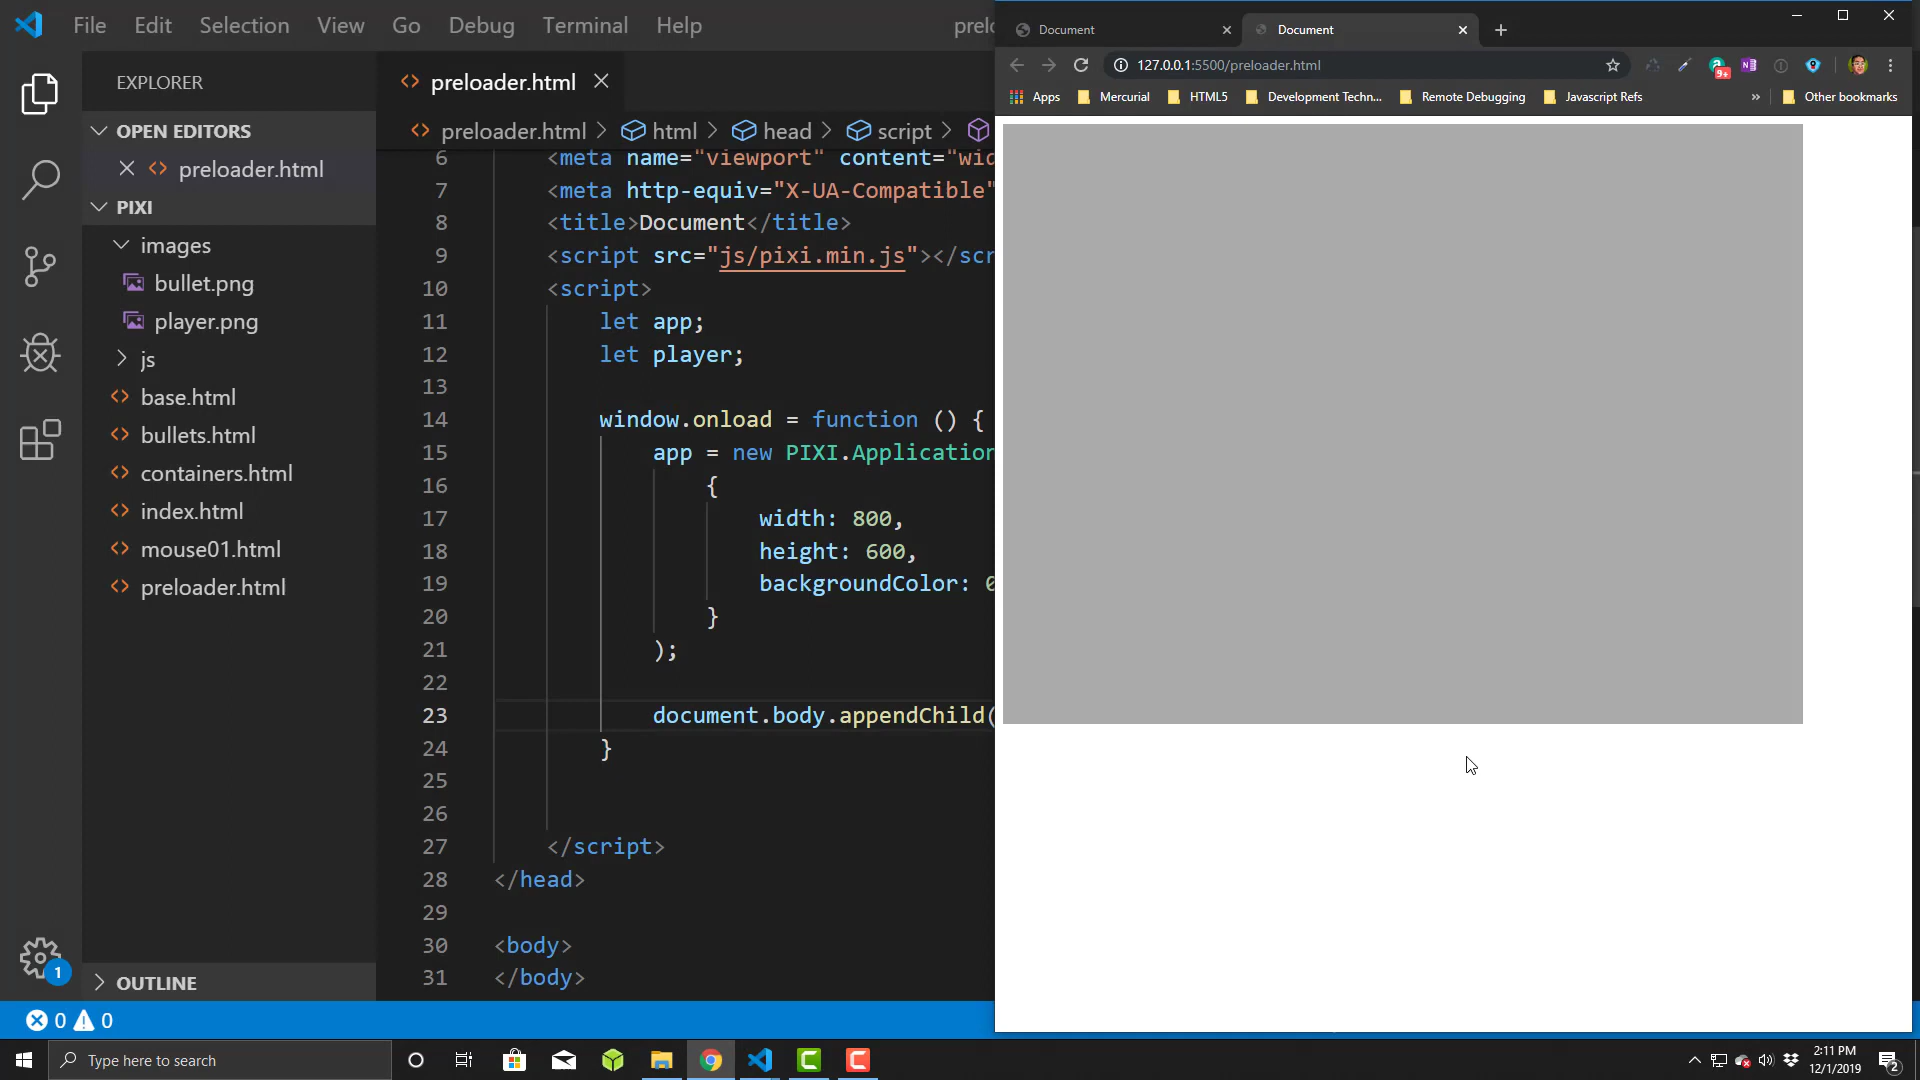 File Edit Selection View Go Debug Terminal Help
EXPLORER
OPEN EDITORS
preloader.html
PIXI
images
bullet.png
player.png
js
base.html
bullets.html
containers.html
index.html
mouse01.html
preloader.html
OUTLINE
1
0 0
preloader.html
preloader.html > html > head > script >
6 <meta name="viewport" content="wid
7 <meta http-equiv="X-UA-Compatible"
8 <title>Document</title>
9 <script src="js/pixi.min.js"></scr
10 <script>
11 let app;
12 let player;
13
14 window.onload = function () {
15 app = new PIXI.Application
16 {
17 width: 800,
18 height: 600,
19 backgroundColor: 0
20 }
21 );
22
23 document.body.appendChild(
24 }
25
26
27 </script>
28 </head>
29
30 <body>
31 </body>
Document Document
127.0.0.1:5500/preloader.html
9+
Apps Mercurial HTML5 Development Techn... Remote Debugging Javascript Refs » Other bookmarks
Type here to search
2:11 PM
12/1/2019
2